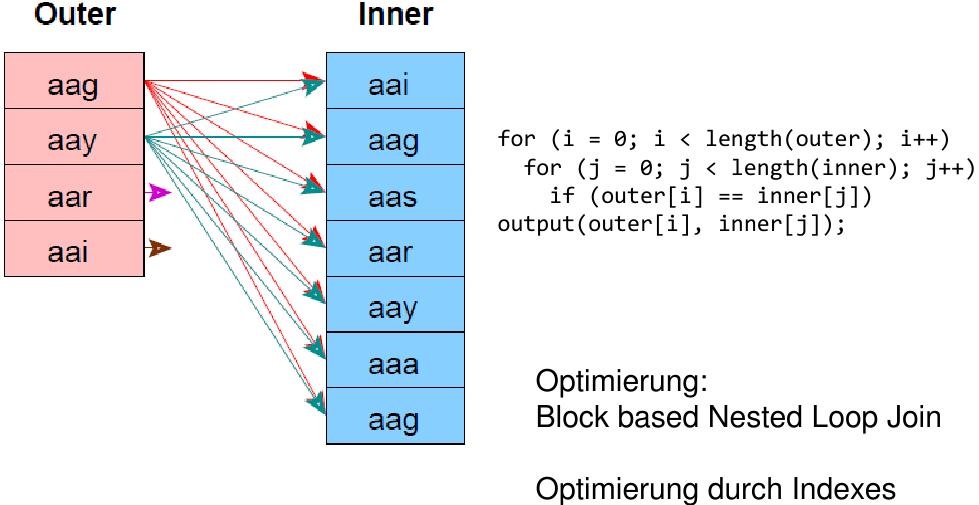 Outer
Inner
aag
aay
aar
aai
aai
aag
aas
aar
aay
aaa
aag
for (i = 0; i < length(outer); i++)
for (j = 0; j < length(inner); j++)
if (outer[i] == inner[j])
output(outer[i], inner[j]);
Optimierung:
Block based Nested Loop Join
Optimierung durch Indexes